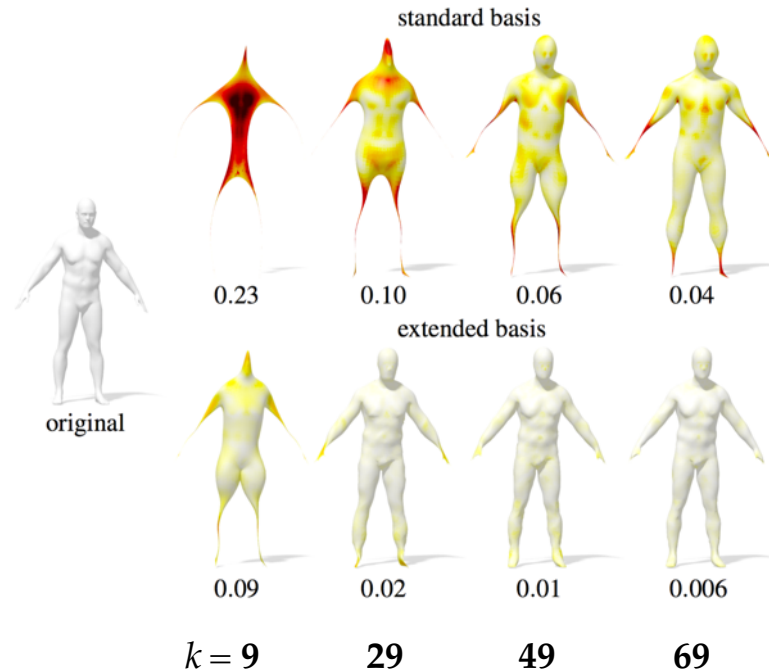 standard basis
0.23 0.10 0.06 0.04
extended basis
original
0.09 0.02 0.01 0.006
k = 9 29 49 69